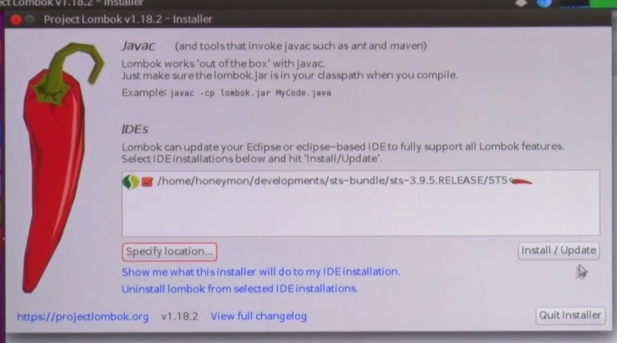 ct Lombok v1.18.2 - Installer
Project Lombok v1.18.2 - Installer
Javac (and tools that invoke javac such as ant and maven)
Lombok works 'out of the box' with javac.
Just make sure the lombok.jar is in your classpath when you compile.
Example: javac -cp lombok.jar MyCode.java
IDEs
Lombok can update your Eclipse or eclipse-based IDE to fully support all Lombok features.
Select IDE installations below and hit 'Install/Update'.
/home/honeymon/developments/sts-bundle/sts-3.9.5.RELEASE/STS
Specify location...
Install / Update
Show me what this installer will do to my IDE installation.
Uninstall lombok from selected IDE installations.
https://projectlombok.org v1.18.2 View full changelog
Quit Installer